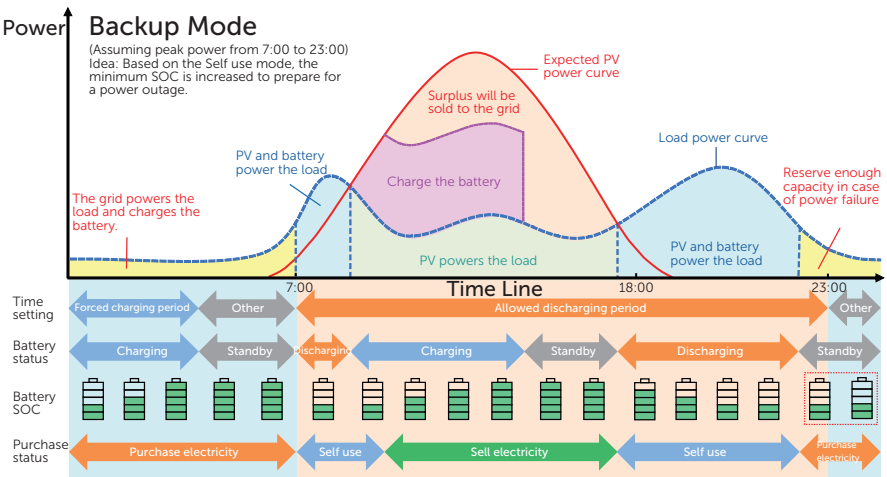 Power
Backup Mode
(Assuming peak power from 7:00 to 23:00)
Idea: Based on the Self use mode, the
minimum SOC is increased to prepare for
a power outage.
Expected PV
power curve
Surplus will be
sold to the grid
Load power curve
PV and battery
power the load
Charge the battery
Reserve enough
capacity in case
of power failure
The grid powers the
load and charges the
battery.
PV powers the load
PV and battery
power the load
7:00
Time Line
18:00
23:00
Time
setting
Forced charging period
Other
Allowed discharging period
Other
Battery
status
Charging
Standby
Discharging
Charging
Standby
Discharging
Standby
Battery
SOC
Purchase
status
Purchase electricity
Self use
Sell electricity
Self use
Purchase
electricity